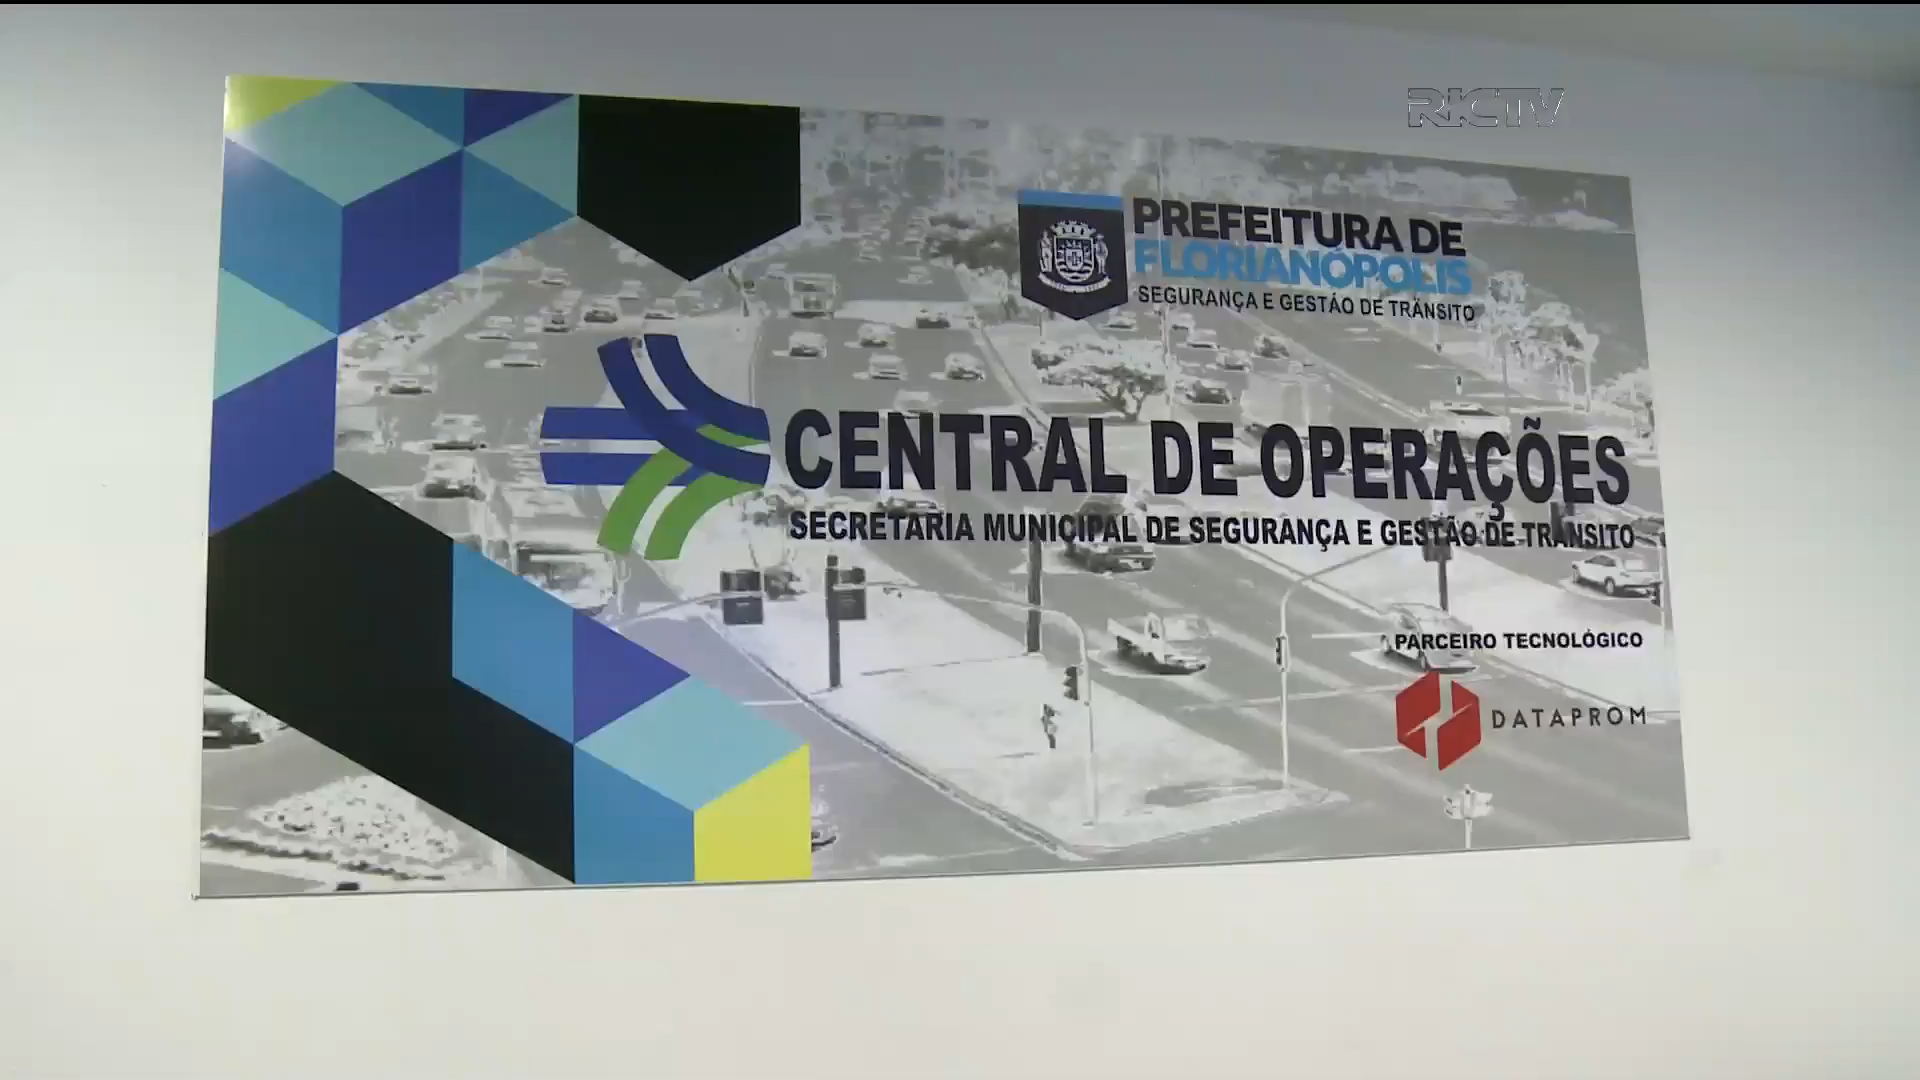 RICTV
PREFEITURA DE
FLORIANÓPOLIS
SEGURANÇA E GESTÃO DE TRÂNSITO
CENTRAL DE OPERAÇÕES
SECRETARIA MUNICIPAL DE SEGURANÇA E GESTÃO DE TRÂNSITO
PARCEIRO TECNOLÓGICO
DATAPROM